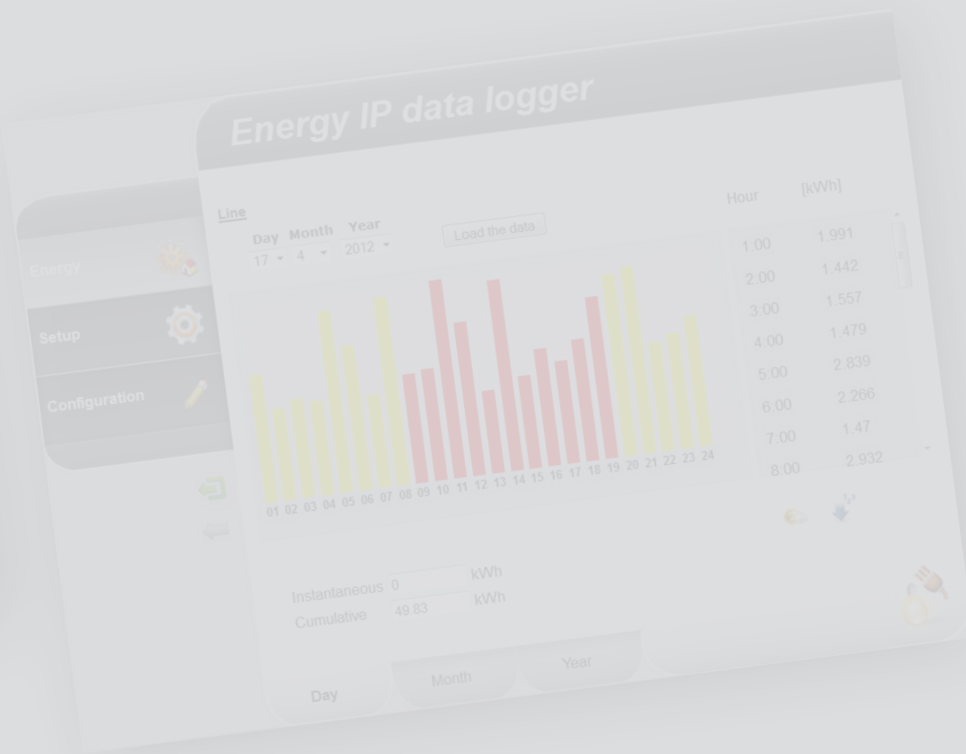 Energy IP data logger
Line
Day Month Year
17 4 2012
Load the data
Hour [kWh]
1:00 1.991
2:00 1.442
3:00 1.557
4:00 1.479
5:00 2.839
6:00 2.266
7:00 1.47
8:00 2.932
Energy
Setup
Configuration
01 02 03 04 05 06 07 08 09 10 11 12 13 14 15 16 17 18 19 20 21 22 23 24
Instantaneous 0 kWh
Cumulative 49.83 kWh
Day
Month
Year